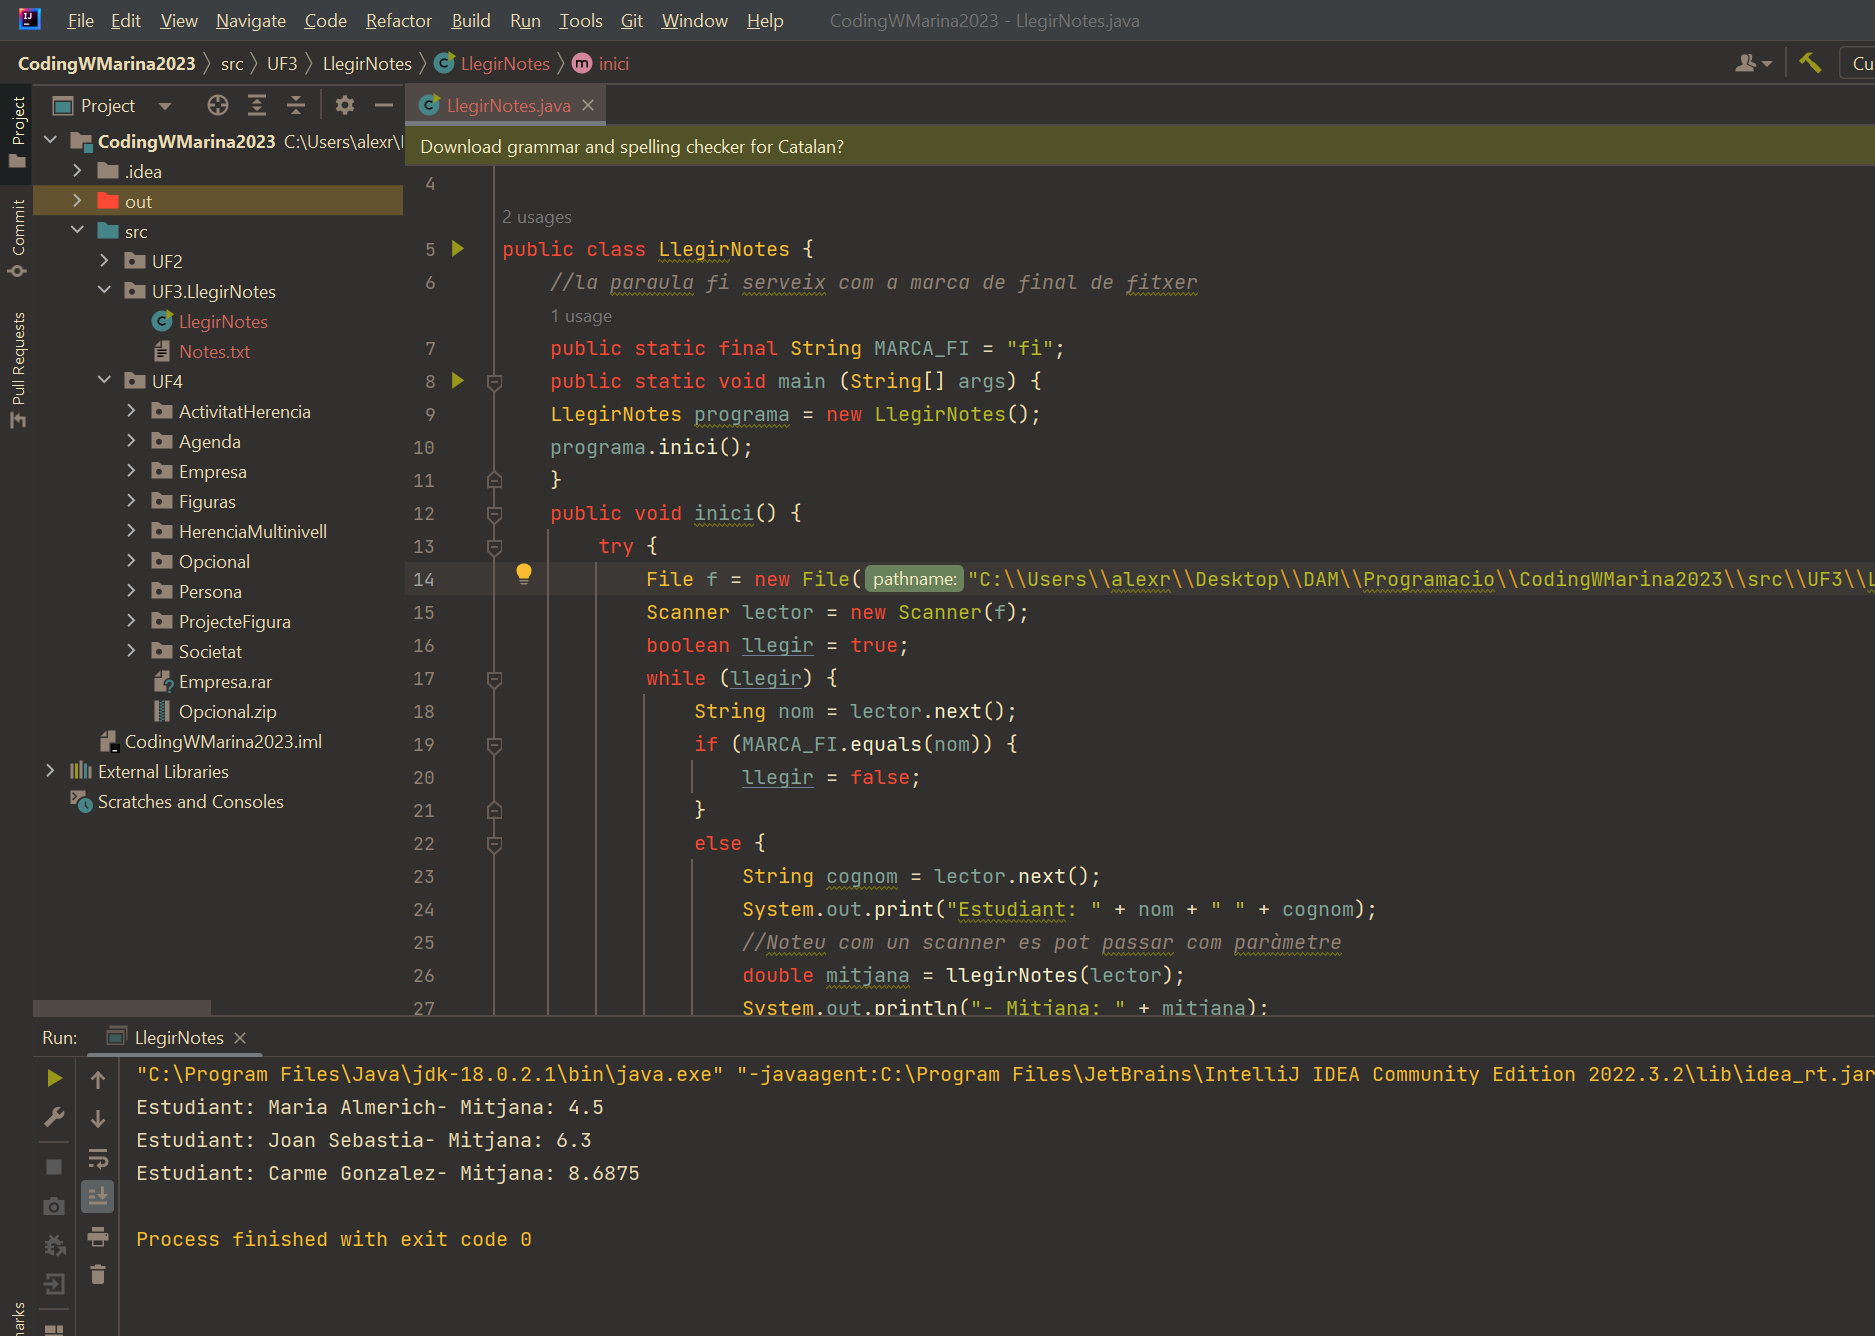 File Edit View Navigate Code Refactor Build Run Tools Git Window Help CodingWMarina2023 - LlegirNotes.java
CodingWMarina2023 src UF3 LlegirNotes LlegirNotes inici
Cu
Project
Commit
Pull Requests
Project
LlegirNotes.java
CodingWMarina2023 C:\Users\alexr\
.idea
out
src
UF2
UF3.LlegirNotes
LlegirNotes
Notes.txt
UF4
ActivitatHerencia
Agenda
Empresa
Figuras
HerenciaMultinivell
Opcional
Persona
ProjecteFigura
Societat
Empresa.rar
Opcional.zip
CodingWMarina2023.iml
External Libraries
Scratches and Consoles
Download grammar and spelling checker for Catalan?
4
2 usages
5 public class LlegirNotes {
6 //la paraula fi serveix com a marca de final de fitxer
1 usage
7 public static final String MARCA_FI = "fi";
8 public static void main (String[] args) {
9 LlegirNotes programa = new LlegirNotes();
10 programa.inici();
11 }
12 public void inici() {
13 try {
14 File f = new File( pathname: "C:\\Users\\alexr\\Desktop\\DAM\\Programacio\\CodingWMarina2023\\src\\UF3\\L
15 Scanner lector = new Scanner(f);
16 boolean llegir = true;
17 while (llegir) {
18 String nom = lector.next();
19 if (MARCA_FI.equals(nom)) {
20 llegir = false;
21 }
22 else {
23 String cognom = lector.next();
24 System.out.print("Estudiant: " + nom + " " + cognom);
25 //Noteu com un scanner es pot passar com paràmetre
26 double mitjana = llegirNotes(lector);
27 System.out.println("- Mitjana: " + mitjana);
Run: LlegirNotes
"C:\Program Files\Java\jdk-18.0.2.1\bin\java.exe" "-javaagent:C:\Program Files\JetBrains\IntelliJ IDEA Community Edition 2022.3.2\lib\idea_rt.jar
Estudiant: Maria Almerich- Mitjana: 4.5
Estudiant: Joan Sebastia- Mitjana: 6.3
Estudiant: Carme Gonzalez- Mitjana: 8.6875
Process finished with exit code 0
marks